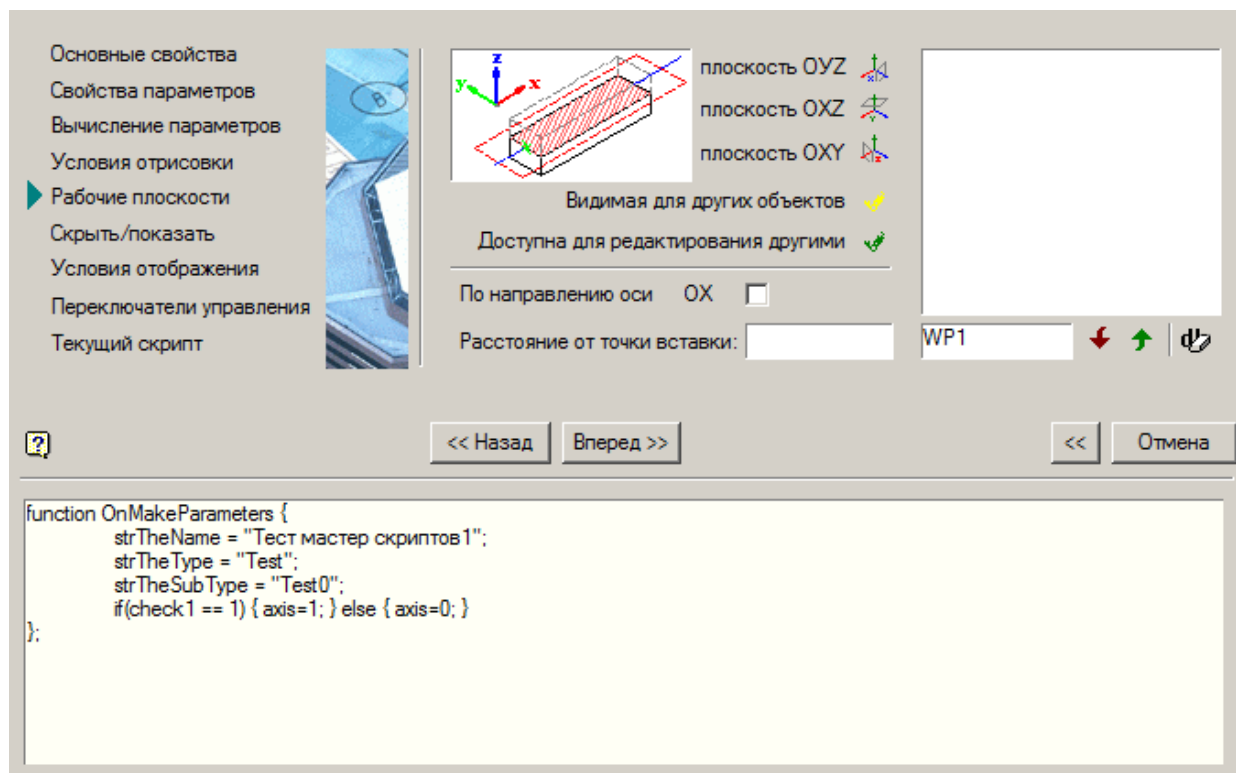 Основные свойства
Свойства параметров
Вычисление параметров
Условия отрисовки
Рабочие плоскости
Скрыть/показать
Условия отображения
Переключатели управления
Текущий скрипт
z
y
x
плоскость ОУZ
плоскость OXZ
плоскость OXY
Видимая для других объектов
Доступна для редактирования другими
По направлению оси OX
Расстояние от точки вставки:
WP1
<< Назад
Вперед >>
<<
Отмена
function OnMakeParameters {
strTheName = "Тест мастер скриптов1";
strTheType = "Test";
strTheSubType = "Test0";
if(check1 == 1) { axis=1; } else { axis=0; }
};